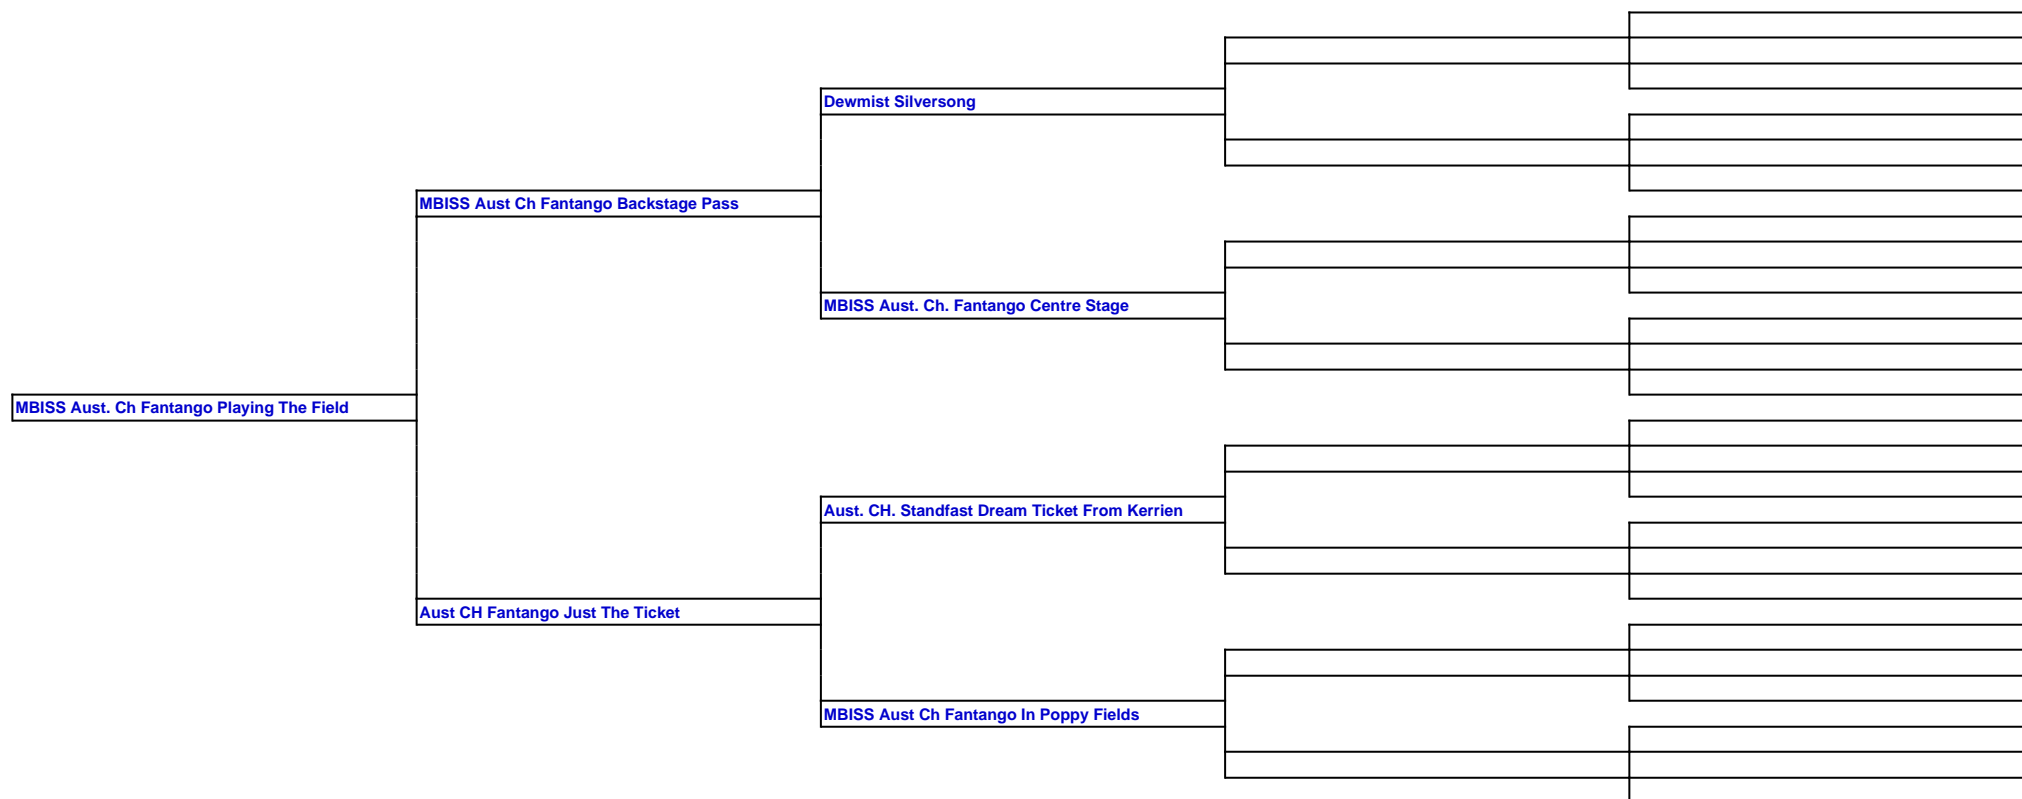 Dewmist Silversong
MBISS Aust Ch Fantango Backstage Pass
MBISS Aust. Ch. Fantango Centre Stage
MBISS Aust. Ch Fantango Playing The Field
Aust. CH. Standfast Dream Ticket From Kerrien
Aust CH Fantango Just The Ticket
MBISS Aust Ch Fantango In Poppy Fields